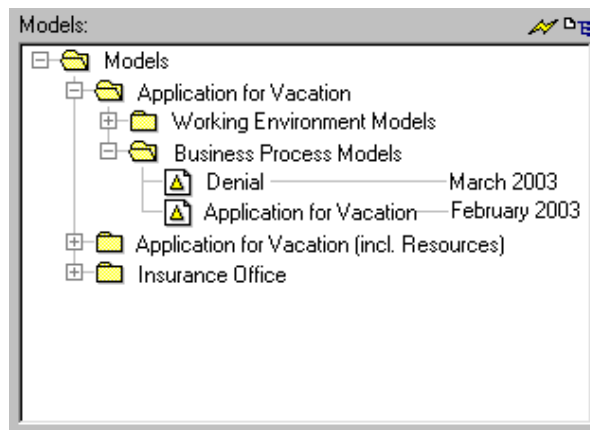 Models:
Models
Application for Vacation
Working Environment Models
Business Process Models
Denial March 2003
Application for Vacation February 2003
Application for Vacation (incl. Resources)
Insurance Office